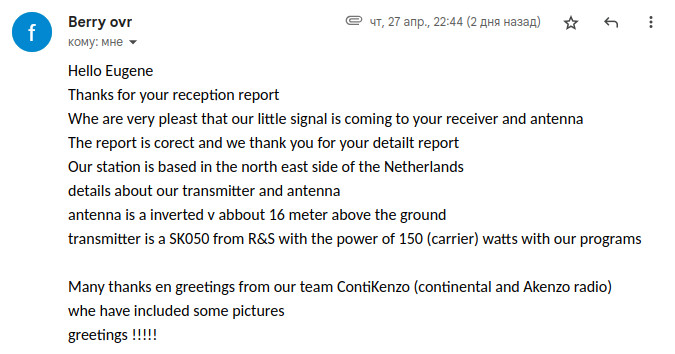 f
Berry ovr
чт, 27 апр., 22:44 (2 дня назад)
кому: мне
Hello Eugene
Thanks for your reception report
Whe are very pleast that our little signal is coming to your receiver and antenna
The report is corect and we thank you for your detailt report
Our station is based in the north east side of the Netherlands
details about our transmitter and antenna
antenna is a inverted v abbout 16 meter above the ground
transmitter is a SK050 from R&S with the power of 150 (carrier) watts with our programs
Many thanks en greetings from our team ContiKenzo (continental and Akenzo radio)
whe have included some pictures
greetings !!!!!